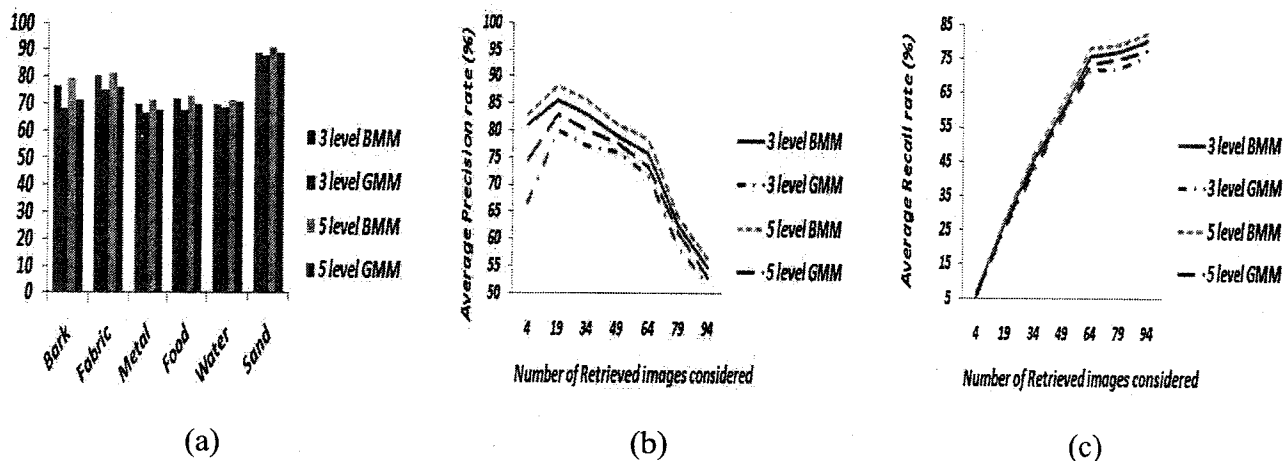 100
90
80
70
60
50
40
30
20
10
0
Bark
Fabric
Metal
Food
Water
Sand
3 level BMM
3 level GMM
5 level BMM
5 level GMM
(a)
Average Precision rate (%)
100
95
90
85
80
75
70
65
60
55
50
4 19 34 49 64 79 94
Number of Retrieved images considered
3 level BMM
3 level GMM
5 level BMM
5 level GMM
(b)
Average Recall rate (%)
85
75
65
55
45
35
25
15
5
4 19 34 49 64 79 94
Number of Retrieved images considered
3 level BMM
3 level GMM
5 level BMM
5 level GMM
(c)